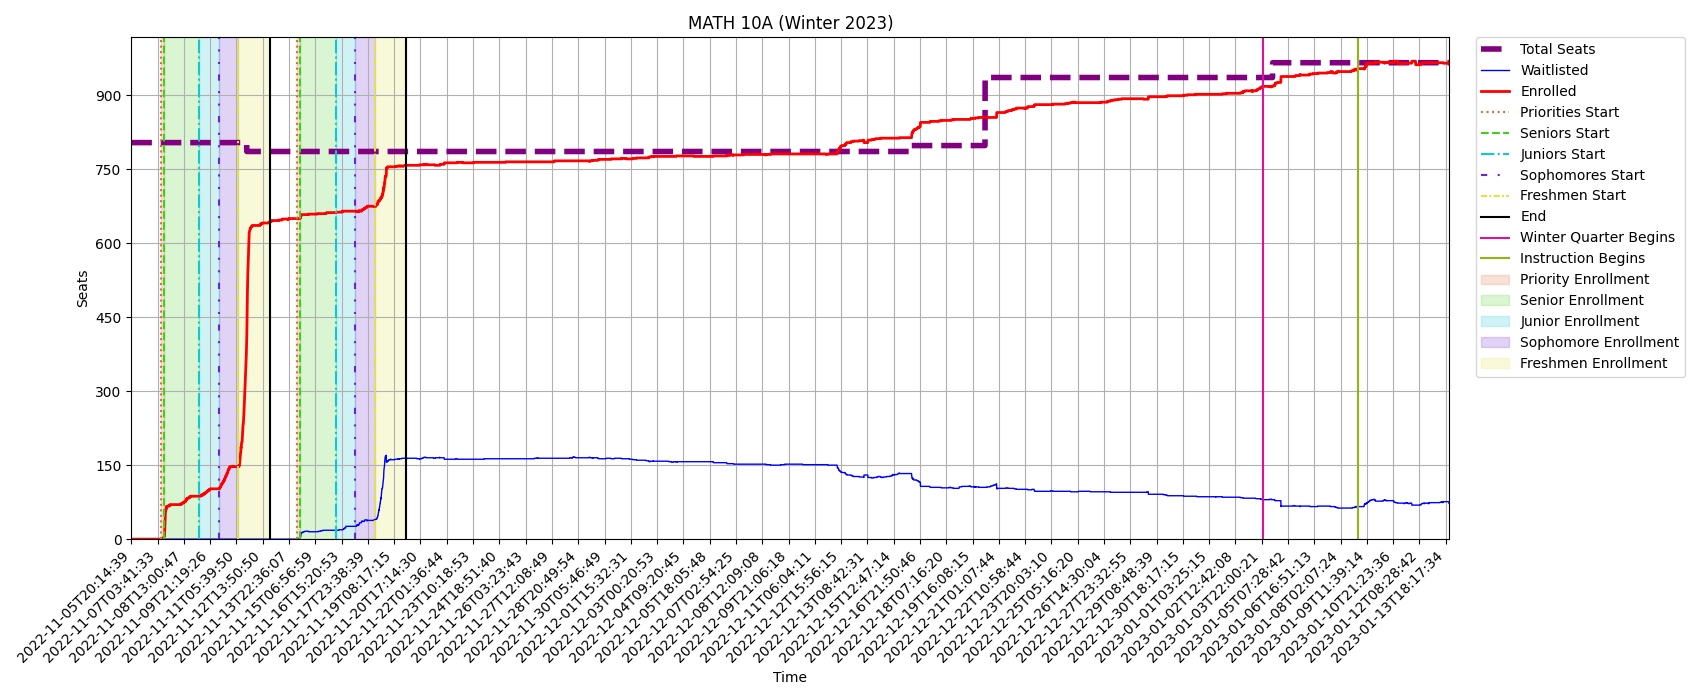 MATH 10A (Winter 2023)
Seats
900
750
600
450
300
150
0
2022-11-05T20:14:39
2022-11-07T03:41:33
2022-11-08T13:00:47
2022-11-09T21:19:26
2022-11-11T05:39:50
2022-11-12T13:50:50
2022-11-13T22:36:07
2022-11-15T06:56:59
2022-11-16T15:20:53
2022-11-17T23:38:39
2022-11-19T08:17:15
2022-11-20T17:14:30
2022-11-22T01:36:44
2022-11-23T10:18:53
2022-11-24T18:51:40
2022-11-26T03:23:43
2022-11-27T12:08:49
2022-11-28T20:49:54
2022-11-30T05:46:49
2022-12-01T15:32:31
2022-12-03T00:20:53
2022-12-04T09:20:45
2022-12-05T18:05:48
2022-12-07T02:54:25
2022-12-08T12:09:08
2022-12-09T21:06:18
2022-12-11T06:04:11
2022-12-12T15:56:15
2022-12-13T08:42:31
2022-12-15T12:47:14
2022-12-16T21:50:46
2022-12-18T07:16:20
2022-12-19T16:08:15
2022-12-21T01:07:44
2022-12-22T10:58:44
2022-12-23T20:03:10
2022-12-25T05:16:20
2022-12-26T14:30:04
2022-12-27T23:32:55
2022-12-29T08:48:39
2022-12-30T18:17:15
2023-01-01T03:25:15
2023-01-02T12:42:08
2023-01-03T22:00:21
2023-01-05T07:28:42
2023-01-06T16:51:13
2023-01-08T02:07:24
2023-01-09T11:39:14
2023-01-10T21:23:36
2023-01-12T08:28:42
2023-01-13T18:17:34
Time
Total Seats
Waitlisted
Enrolled
Priorities Start
Seniors Start
Juniors Start
Sophomores Start
Freshmen Start
End
Winter Quarter Begins
Instruction Begins
Priority Enrollment
Senior Enrollment
Junior Enrollment
Sophomore Enrollment
Freshmen Enrollment